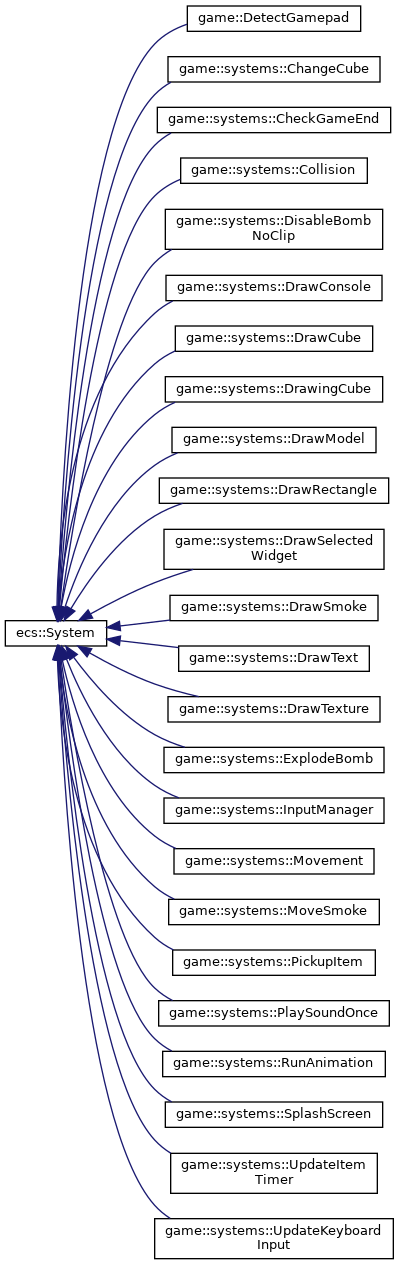 game::DetectGamepad
game::systems::ChangeCube
game::systems::CheckGameEnd
game::systems::Collision
game::systems::DisableBomb
NoClip
game::systems::DrawConsole
game::systems::DrawCube
game::systems::DrawingCube
game::systems::DrawModel
game::systems::DrawRectangle
game::systems::DrawSelected
Widget
game::systems::DrawSmoke
ecs::System
game::systems::DrawText
game::systems::DrawTexture
game::systems::ExplodeBomb
game::systems::InputManager
game::systems::Movement
game::systems::MoveSmoke
game::systems::PickupItem
game::systems::PlaySoundOnce
game::systems::RunAnimation
game::systems::SplashScreen
game::systems::UpdateItem
Timer
game::systems::UpdateKeyboard
Input